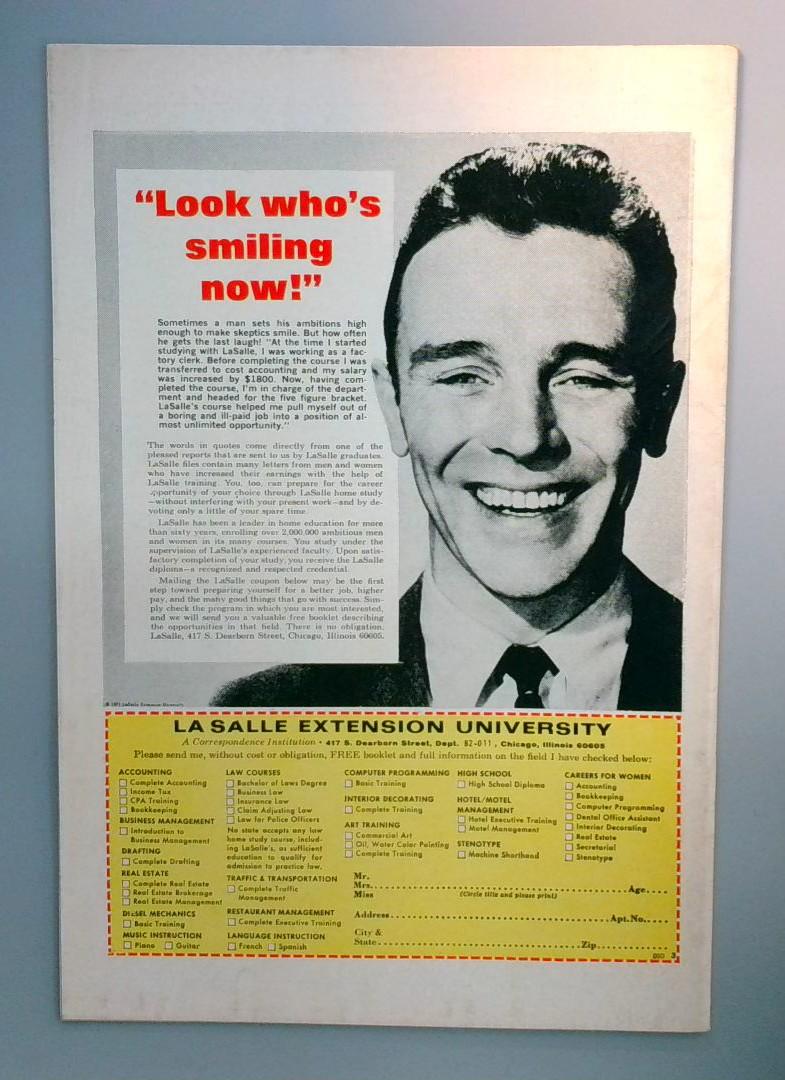 “Look who’s
smiling
now!”
Sometimes a man sets his ambitions high
enough to make skeptics smile. But how often
he gets the last laugh! “At the time I started
studying with LaSalle, I was working as a fac-
tory clerk. Before completing the course I was
transferred to cost accounting and my salary
was increased by $1800. Now, having com-
pleted the course, I’m in charge of the depart-
ment and headed for the five figure bracket.
LaSalle’s course helped me pull myself out of
a boring and ill-paid job into a position of al-
most unlimited opportunity.”
The words in quotes come directly from one of the
pleased reports that are sent to us by LaSalle graduates.
LaSalle files contain many letters from men and women
who have increased their earnings with the help of
LaSalle training. You, too, can prepare for the career
opportunity of your choice through LaSalle home study
—without interfering with your present work—and by de-
voting only a little of your spare time.
LaSalle has been a leader in home education for more
than sixty years, enrolling over 2,000,000 ambitious men
and women in its many courses. You study under the
supervision of LaSalle’s experienced faculty. Upon satis-
factory completion of your study, you receive the LaSalle
diploma—a recognized and respected credential.
Mailing the LaSalle coupon below may be the first
step toward preparing yourself for a better job, higher
pay, and the many good things that go with success. Sim-
ply check the program in which you are most interested,
and we will send you a valuable free booklet describing
the opportunities in that field. There is no obligation.
LaSalle, 417 S. Dearborn Street, Chicago, Illinois 60605.
© 1971 LaSalle Extension University
LA SALLE EXTENSION UNIVERSITY
A Correspondence Institution • 417 S. Dearborn Street, Dept. 82-011, Chicago, Illinois 60605
Please send me, without cost or obligation, FREE booklet and full information on the field I have checked below:
ACCOUNTING
Complete Accounting
Income Tax
CPA Training
Bookkeeping
BUSINESS MANAGEMENT
Introduction to
Business Management
DRAFTING
Complete Drafting
REAL ESTATE
Complete Real Estate
Real Estate Brokerage
Real Estate Management
DIESEL MECHANICS
Basic Training
MUSIC INSTRUCTION
Piano Guitar
LAW COURSES
Bachelor of Laws Degree
Business Law
Insurance Law
Claim Adjusting Law
Law for Police Officers
No state accepts any law
home study course, includ-
ing LaSalle’s, as sufficient
education to qualify for
admission to practice law.
TRAFFIC & TRANSPORTATION
Complete Traffic
Management
RESTAURANT MANAGEMENT
Complete Executive Training
LANGUAGE INSTRUCTION
French Spanish
COMPUTER PROGRAMMING
Basic Training
INTERIOR DECORATING
Complete Training
ART TRAINING
Commercial Art
Oil, Water Color Painting
Complete Training
HIGH SCHOOL
High School Diploma
HOTEL/MOTEL
MANAGEMENT
Hotel Executive Training
Motel Management
STENOTYPE
Machine Shorthand
CAREERS FOR WOMEN
Accounting
Bookkeeping
Computer Programming
Dental Office Assistant
Interior Decorating
Real Estate
Secretarial
Stenotype
Mr.
Mrs. Age
Miss (Circle title and please print)
Address Apt.No.
City &
State Zip
3